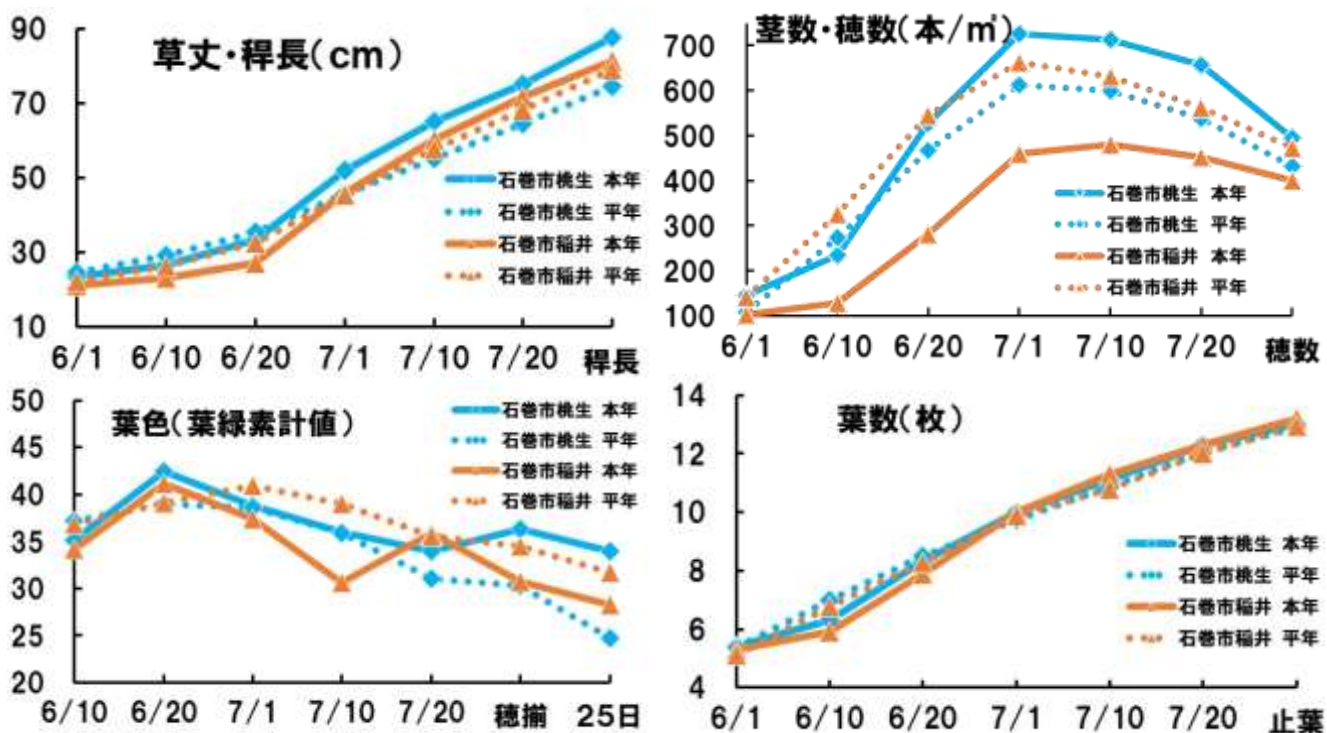 草丈・稈長(cm)
90
70
50
30
10
石巻市桃生 本年
石巻市桃生 平年
石巻市稲井 本年
石巻市稲井 平年
6/1 6/10 6/20 7/1 7/10 7/20 稈長
茎数・穂数(本/㎡)
700
600
500
400
300
200
100
石巻市桃生 本年
石巻市桃生 平年
石巻市稲井 本年
石巻市稲井 平年
6/1 6/10 6/20 7/1 7/10 7/20 穂数
葉色(葉緑素計値)
50
45
40
35
30
25
20
石巻市桃生 本年
石巻市桃生 平年
石巻市稲井 本年
石巻市稲井 平年
6/10 6/20 7/1 7/10 7/20 穂揃 25日
葉数(枚)
14
12
10
8
6
4
石巻市桃生 本年
石巻市桃生 平年
石巻市稲井 本年
石巻市稲井 平年
6/1 6/10 6/20 7/1 7/10 7/20 止葉